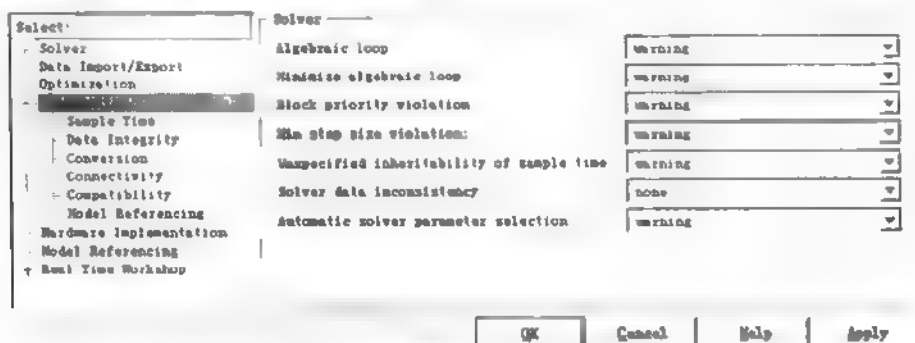 Select:
Solver
Data Import/Export
Optimization
Sample Time
Data Integrity
Conversion
Connectivity
Compatibility
Model Referencing
Hardware Implementation
Model Referencing
Real Time Workshop
Solver
Algebraic loop
warning
Minimize algebraic loop
warning
Block priority violation
warning
Min step size violation:
warning
Unspecified inheritability of sample time
warning
Solver data inconsistency
none
Automatic solver parameter selection
warning
OK
Cancel
Help
Apply